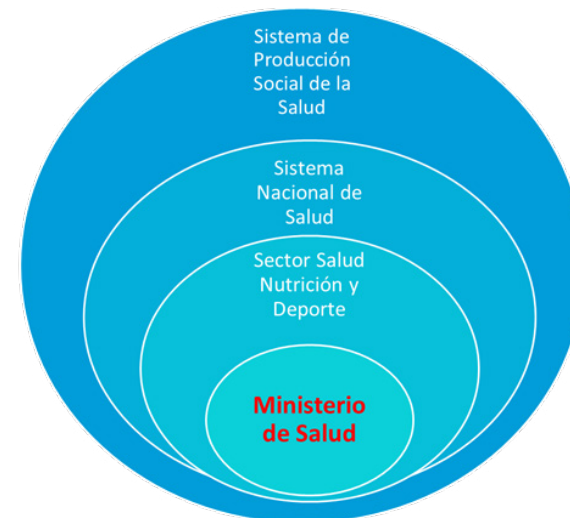 Sistema de
Producción
Social de la
Salud
Sistema
Nacional de
Salud
Sector Salud
Nutrición y
Deporte
Ministerio
de Salud